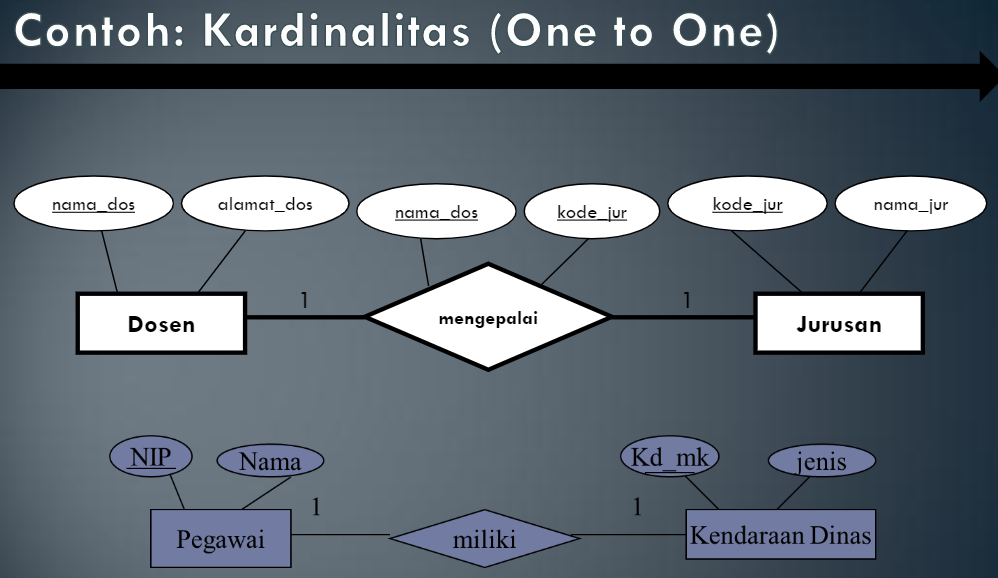 Contoh: Kardinalitas (One to One)
nama_dos
alamat_dos
nama_dos
kode_jur
kode_jur
nama_jur
Dosen
1
mengepalai
1
Jurusan
NIP
Nama
Kd_mk
jenis
Pegawai
1
miliki
1
Kendaraan Dinas